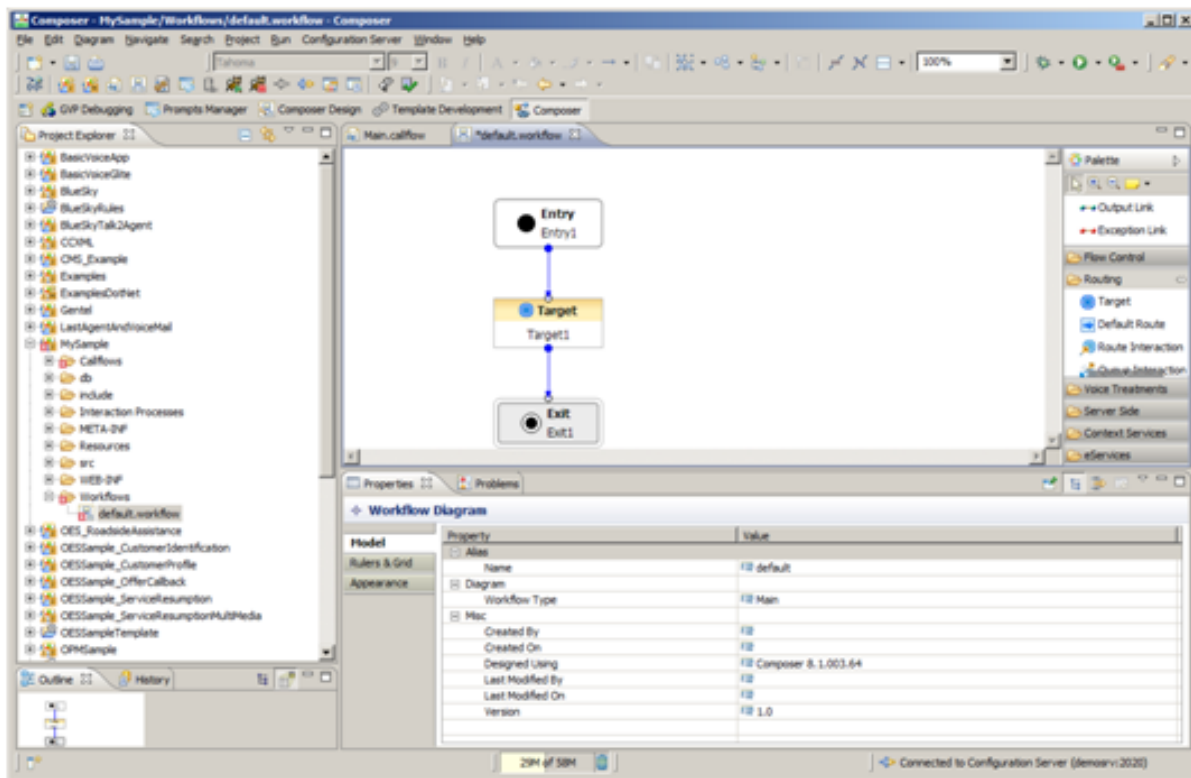 Composer - MySample/Workflows/default.workflow - Composer
File Edit Diagram Navigate Search Project Run Configuration Server Window Help
Tahoma 9 B I A 100%
GVP Debugging Prompts Manager Composer Design Template Development Composer
Project Explorer
BasicVoiceApp
BasicVoiceGlite
BlueSky
BlueSkyRules
BlueSkyTalk2Agent
CCXML
CMS_Example
Examples
ExamplesDotNet
Gentel
LastAgentAndVoiceMail
MySample
Callflows
db
include
Interaction Processes
META-INF
Resources
src
WEB-INF
Workflows
default.workflow
OES_RoadsideAssistance
OESSample_CustomerIdentification
OESSample_CustomerProfile
OESSample_OfferCallback
OESSample_ServiceResumption
OESSample_ServiceResumptionMultiMedia
OESSampleTemplate
OPMSample
Outline History
Main.callflow *default.workflow
Entry
Entry1
Target
Target1
Exit
Exit1
Palette
Output Link
Exception Link
Flow Control
Routing
Target
Default Route
Route Interaction
Queue Interaction
Voice Treatments
Server Side
Context Services
eServices
Properties Problems
Workflow Diagram
Model
Rulers & Grid
Appearance
Property Value
Alias
Name default
Diagram
Workflow Type Main
Misc
Created By
Created On
Designed Using Composer 8.1.003.64
Last Modified By
Last Modified On
Version 1.0
29M of 58M
Connected to Configuration Server (demosrv:2020)